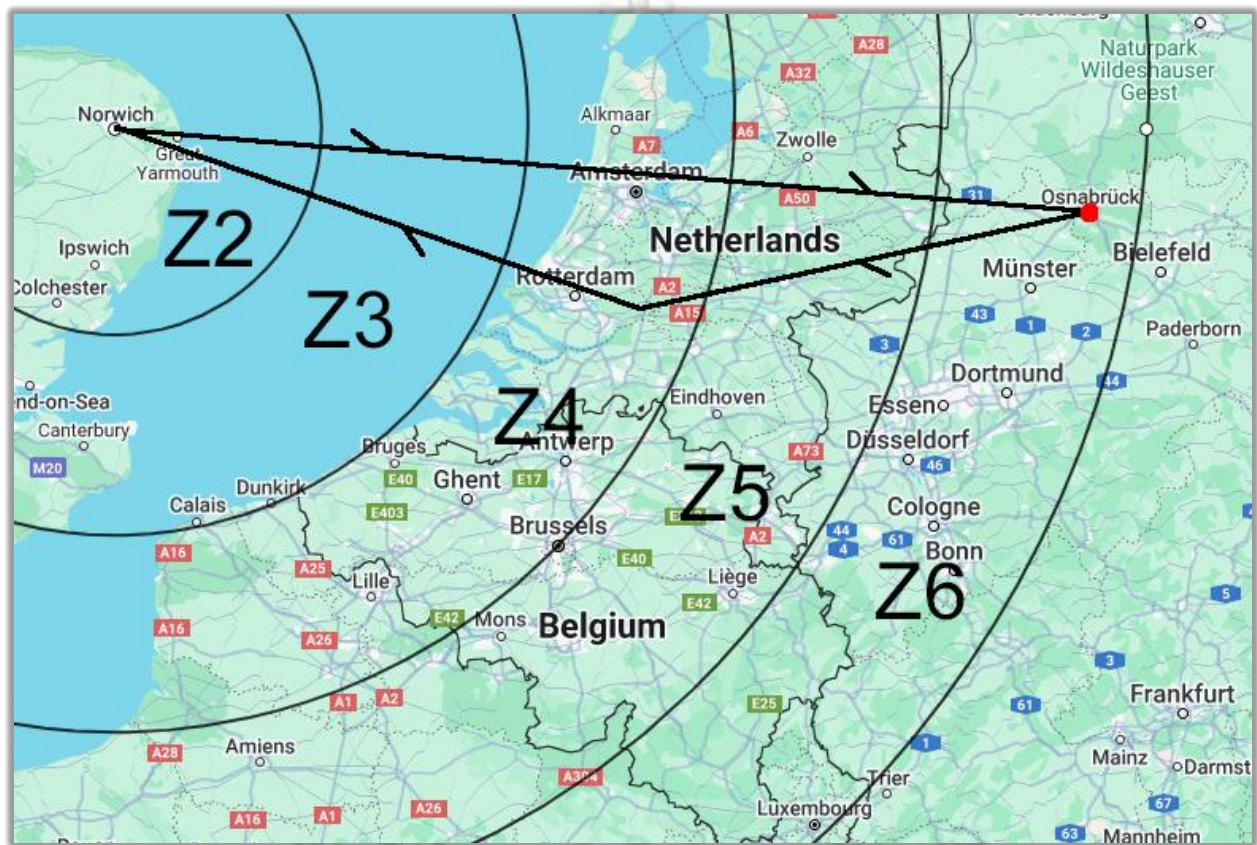 A28
Naturpark
Wildeshauser
Geest
A32
Norwich
Alkmaar
A7
A6
Zwolle
Great
Yarmouth
Amsterdam
A50
31
Osnabrück
Z2
Ipswich
Netherlands
Bielefeld
Colchester
Rotterdam
A2
Münster
Z3
A15
43
1
2
Paderborn
3
Dortmund
44
end-on-Sea
Z4
Eindhoven
Essen
Canterbury
Bruges
Antwerp
A73
Düsseldorf
M20
E40
E17
46
Dunkirk
Ghent
Z5
Calais
E403
Cologne
Brussels
A2
44
61
4
A16
E40
Bonn
A25
Lille
Liège
Z6
E42
5
A16
E42
Mons
Belgium
A26
3
A1
A2
E25
61
Frankfurt
A28
Amiens
1
Mainz
Darmst
A304
Trier
A16
A1
A26
Luxembourg
67
63
Mannheim